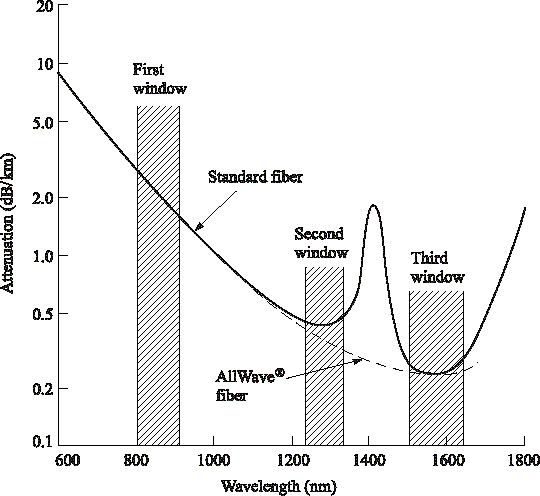 20
10
5.0
2.0
1.0
0.5
0.2
0.1
Attenuation (dB/km)
First
window
Standard fiber
Second
window
Third
window
AllWave®
fiber
600 800 1000 1200 1400 1600 1800
Wavelength (nm)